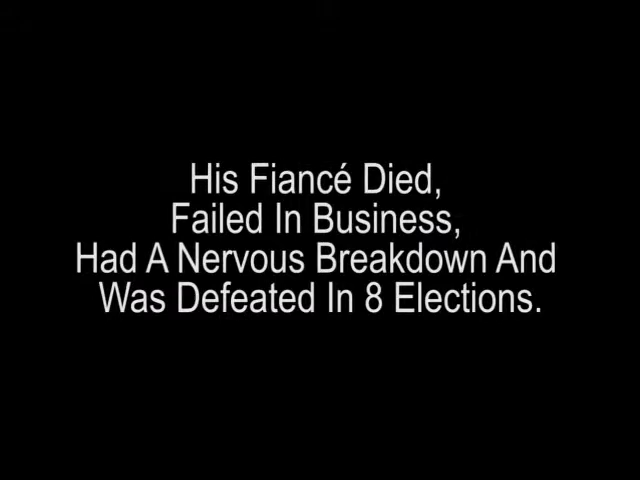 His Fiancé Died,
Failed In Business,
Had A Nervous Breakdown And
Was Defeated In 8 Elections.